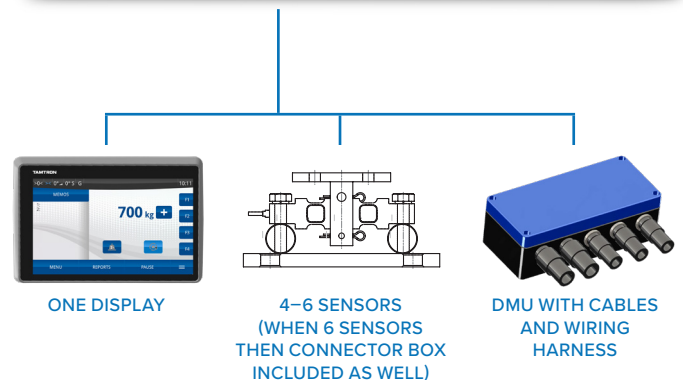 TAMTRON
10.11
MEMOS
F1
700 kg +
F2
F3
F4
MENU
REPORTS
PAUSE
ONE DISPLAY
4–6 SENSORS
(WHEN 6 SENSORS
THEN CONNECTOR BOX
INCLUDED AS WELL)
DMU WITH CABLES
AND WIRING
HARNESS